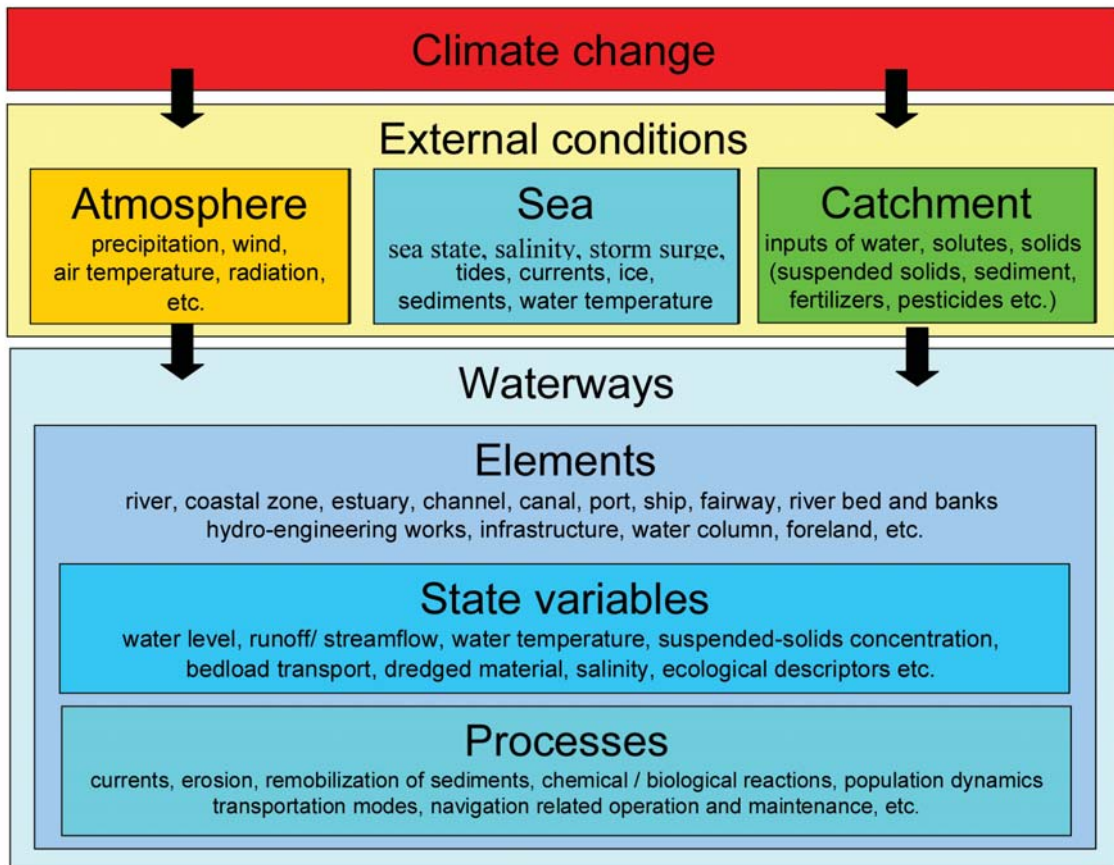 Climate change
External conditions
Atmosphere
precipitation, wind,
air temperature, radiation,
etc.
Sea
sea state, salinity, storm surge,
tides, currents, ice,
sediments, water temperature
Catchment
inputs of water, solutes, solids
(suspended solids, sediment,
fertilizers, pesticides etc.)
Waterways
Elements
river, coastal zone, estuary, channel, canal, port, ship, fairway, river bed and banks
hydro-engineering works, infrastructure, water column, foreland, etc.
State variables
water level, runoff/ streamflow, water temperature, suspended-solids concentration,
bedload transport, dredged material, salinity, ecological descriptors etc.
Processes
currents, erosion, remobilization of sediments, chemical / biological reactions, population dynamics
transportation modes, navigation related operation and maintenance, etc.